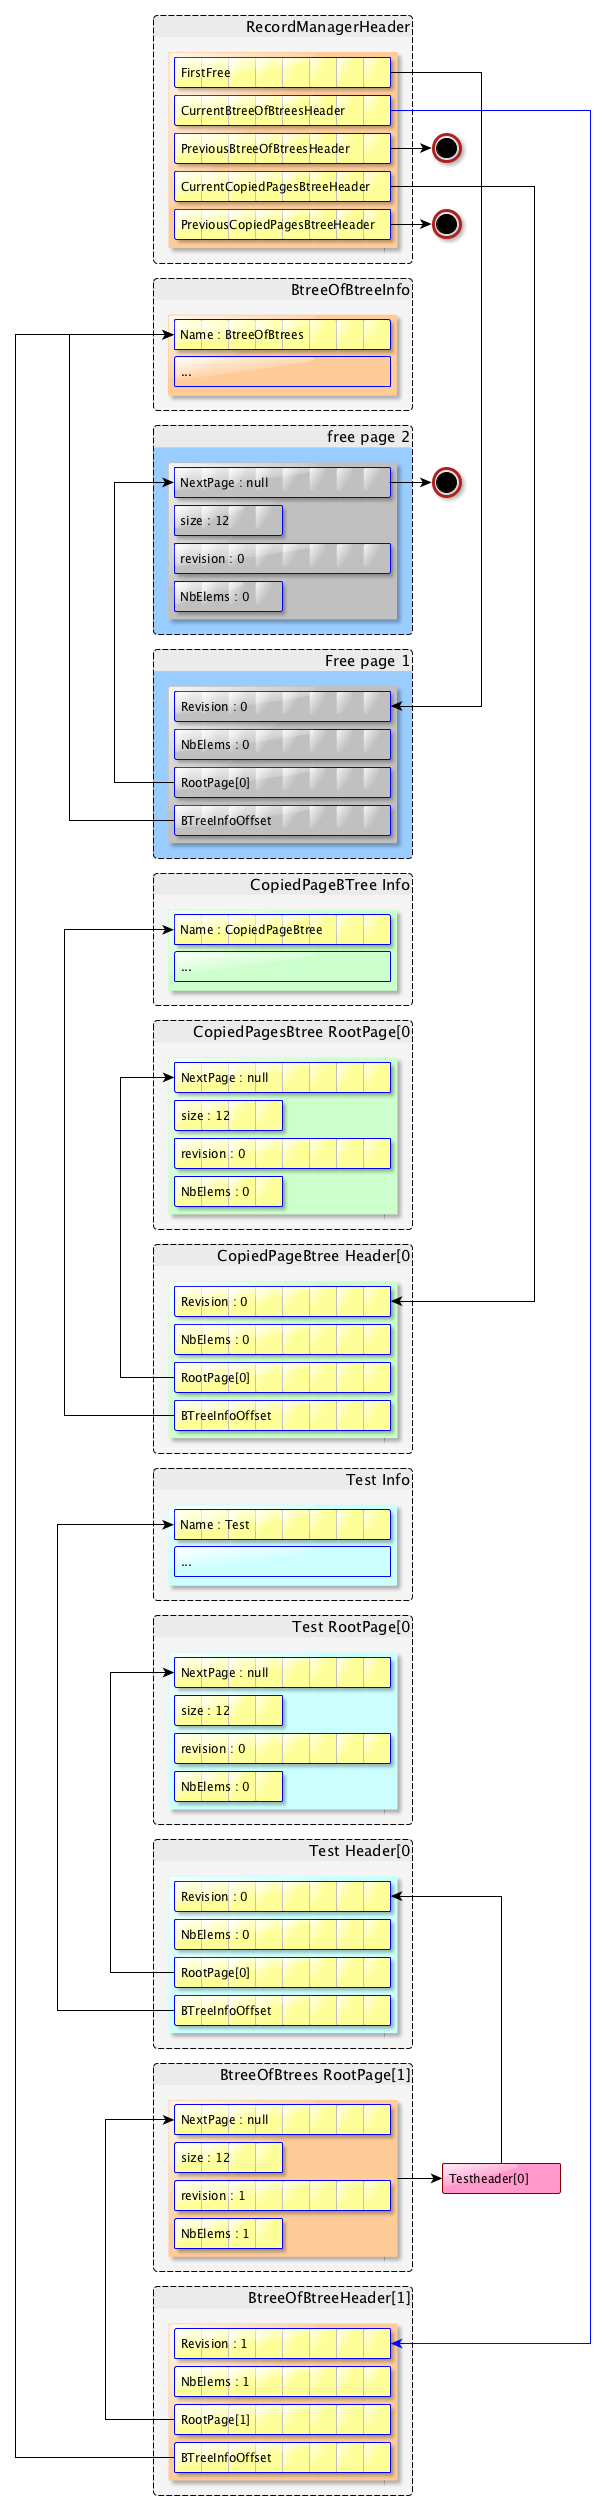 RecordManagerHeader
FirstFree
CurrentBtreeOfBtreesHeader
PreviousBtreeOfBtreesHeader
CurrentCopiedPagesBtreeHeader
PreviousCopiedPagesBtreeHeader
BtreeOfBtreeInfo
Name : BtreeOfBtrees
...
free page 2
NextPage : null
size : 12
revision : 0
NbElems : 0
Free page 1
Revision : 0
NbElems : 0
RootPage[0]
BTreeInfoOffset
CopiedPageBTree Info
Name : CopiedPageBtree
...
CopiedPagesBtree RootPage[0
NextPage : null
size : 12
revision : 0
NbElems : 0
CopiedPageBtree Header[0
Revision : 0
NbElems : 0
RootPage[0]
BTreeInfoOffset
Test Info
Name : Test
...
Test RootPage[0
NextPage : null
size : 12
revision : 0
NbElems : 0
Test Header[0
Revision : 0
NbElems : 0
RootPage[0]
BTreeInfoOffset
BtreeOfBtrees RootPage[1]
NextPage : null
size : 12
Testheader[0]
revision : 1
NbElems : 1
BtreeOfBtreeHeader[1]
Revision : 1
NbElems : 1
RootPage[1]
BTreeInfoOffset